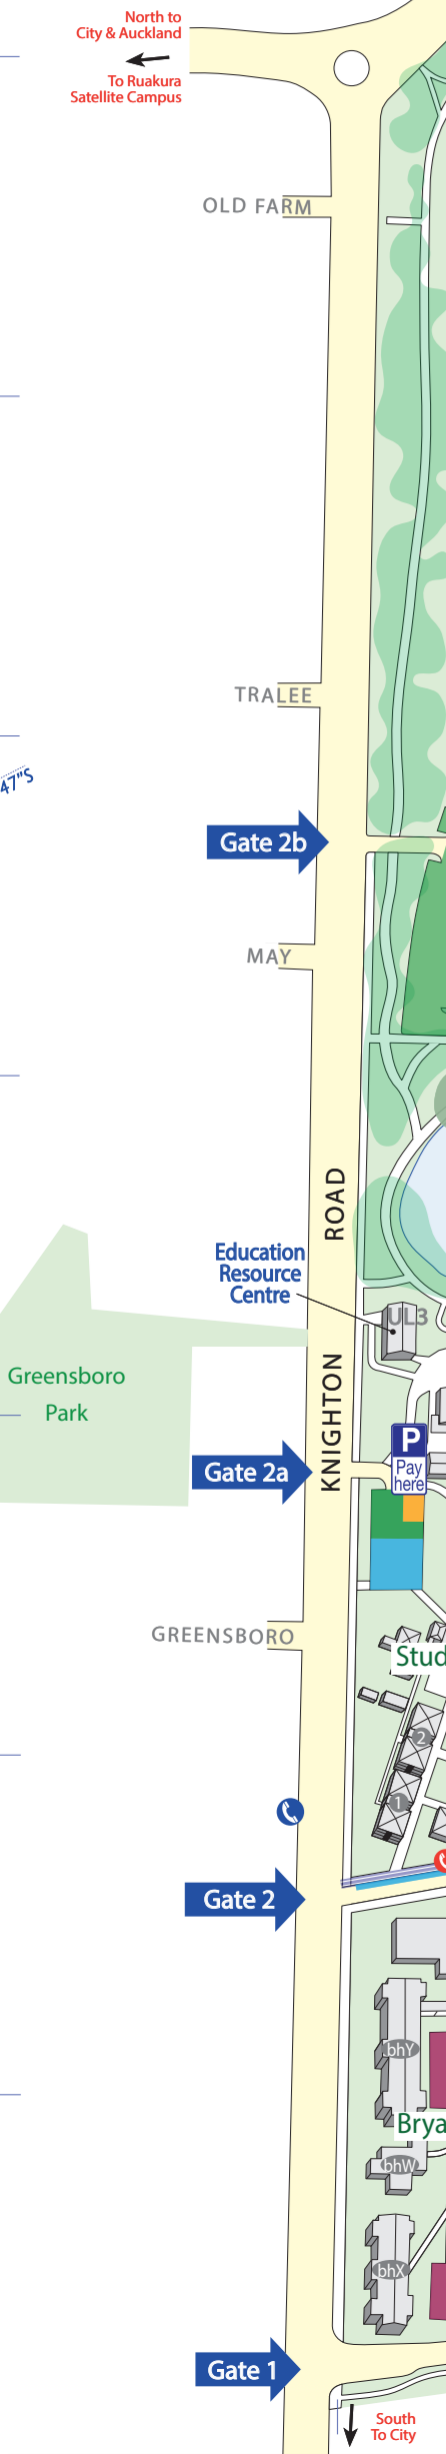 North to
City & Auckland
To Ruakura
Satellite Campus
OLD FARM
TRALEE
47"S
Gate 2b
MAY
KNIGHTON ROAD
Education
Resource
Centre
UL3
Greensboro
Park
P
Pay
here
Gate 2a
GREENSBORO
Stud
2
1
Gate 2
bhY
Brya
bhW
bhX
Gate 1
South
To City